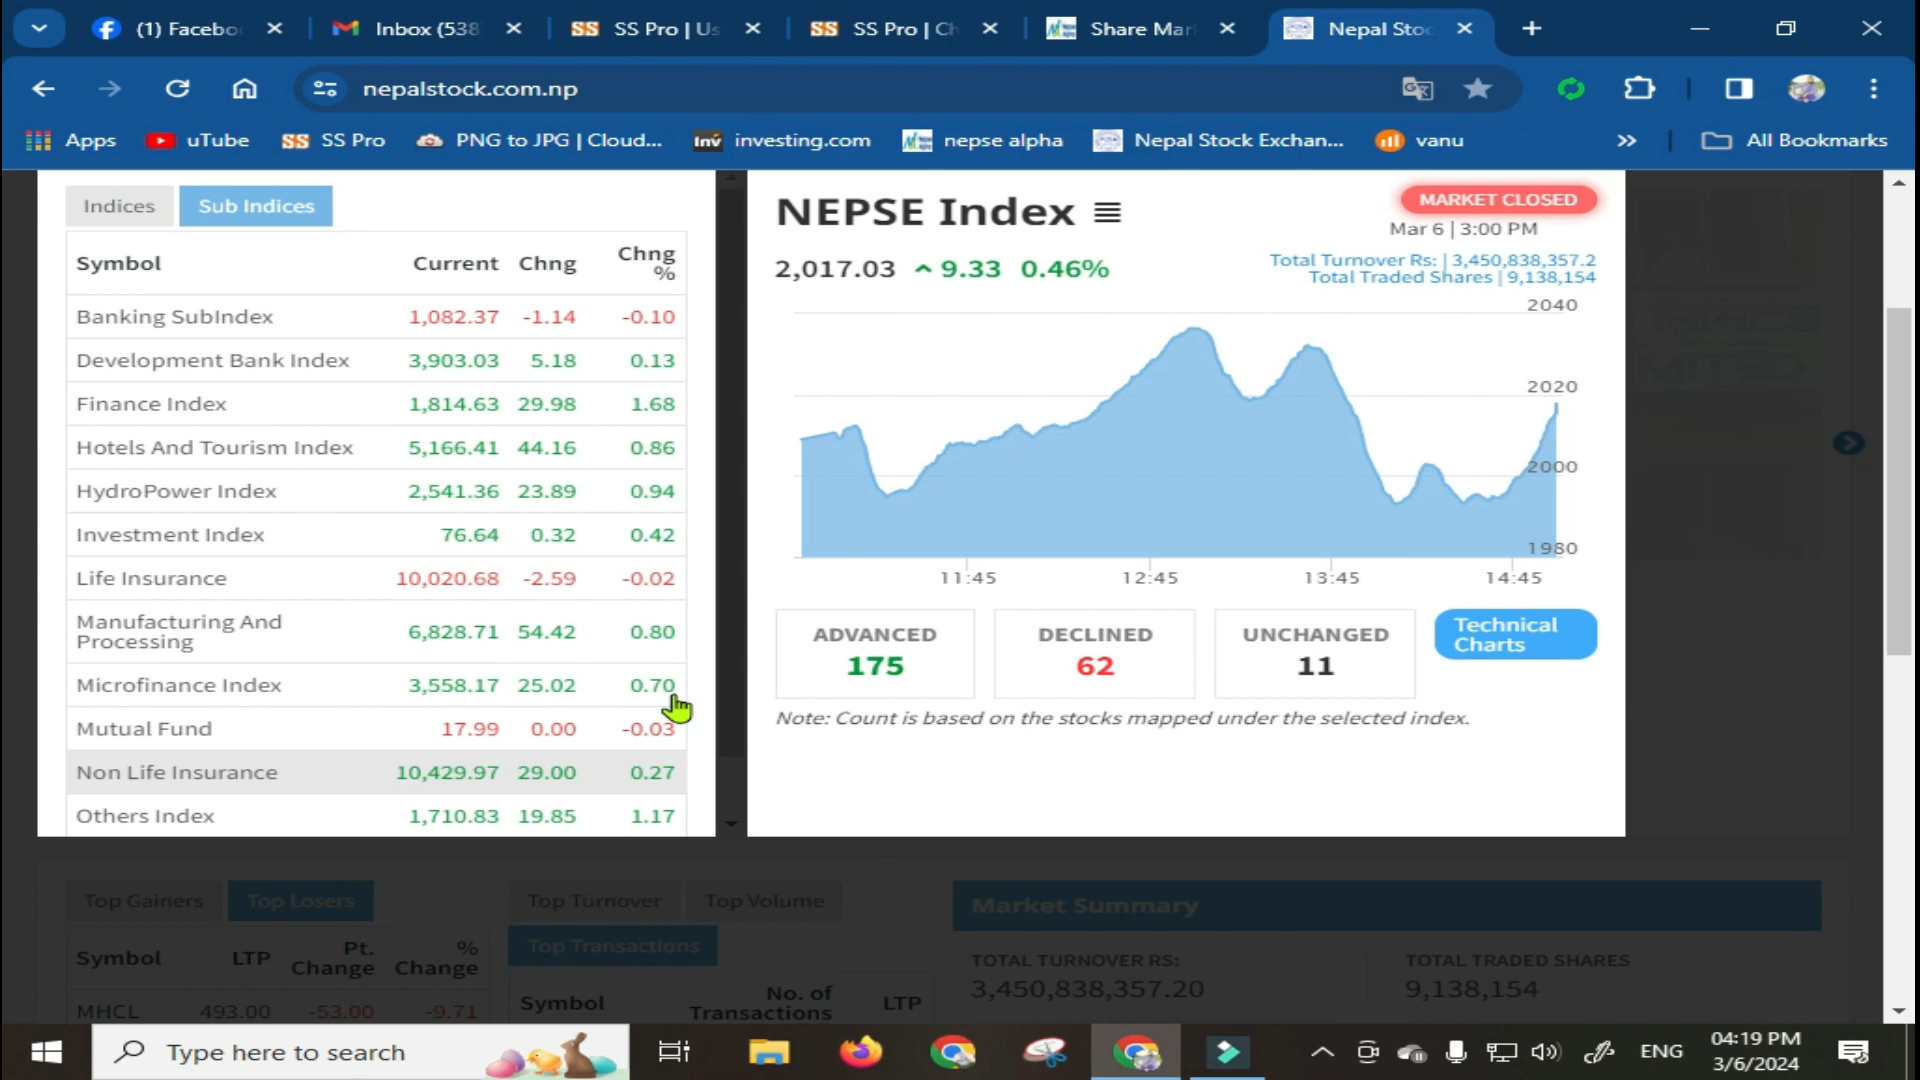 (1) Facebo
Inbox (538
SS SS Pro | Us
SS SS Pro | Ch
Share Mar
Nepal Stoc
nepalstock.com.np
Apps
uTube
SS SS Pro
PNG to JPG | Cloud...
Inv investing.com
nepse alpha
Nepal Stock Exchan...
vanu
All Bookmarks
Indices Sub Indices
Symbol Current Chng Chng %
Banking SubIndex 1,082.37 -1.14 -0.10
Development Bank Index 3,903.03 5.18 0.13
Finance Index 1,814.63 29.98 1.68
Hotels And Tourism Index 5,166.41 44.16 0.86
HydroPower Index 2,541.36 23.89 0.94
Investment Index 76.64 0.32 0.42
Life Insurance 10,020.68 -2.59 -0.02
Manufacturing And
Processing 6,828.71 54.42 0.80
Microfinance Index 3,558.17 25.02 0.70
Mutual Fund 17.99 0.00 -0.03
Non Life Insurance 10,429.97 29.00 0.27
Others Index 1,710.83 19.85 1.17
NEPSE Index
MARKET CLOSED
Mar 6 | 3:00 PM
2,017.03 9.33 0.46%
Total Turnover Rs: | 3,450,838,357.2
Total Traded Shares | 9,138,154
2040
2020
2000
1980
11:45 12:45 13:45 14:45
ADVANCED
175
DECLINED
62
UNCHANGED
11
Technical
Charts
Note: Count is based on the stocks mapped under the selected index.
Top Gainers Top Losers
Symbol LTP Pt. Change % Change
MHCL 493.00 -53.00 -9.71
Top Turnover Top Volume
Top Transactions
Symbol No. of Transactions LTP
Market Summary
TOTAL TURNOVER RS:
3,450,838,357.20
TOTAL TRADED SHARES
9,138,154
Type here to search
ENG
04:19 PM
3/6/2024